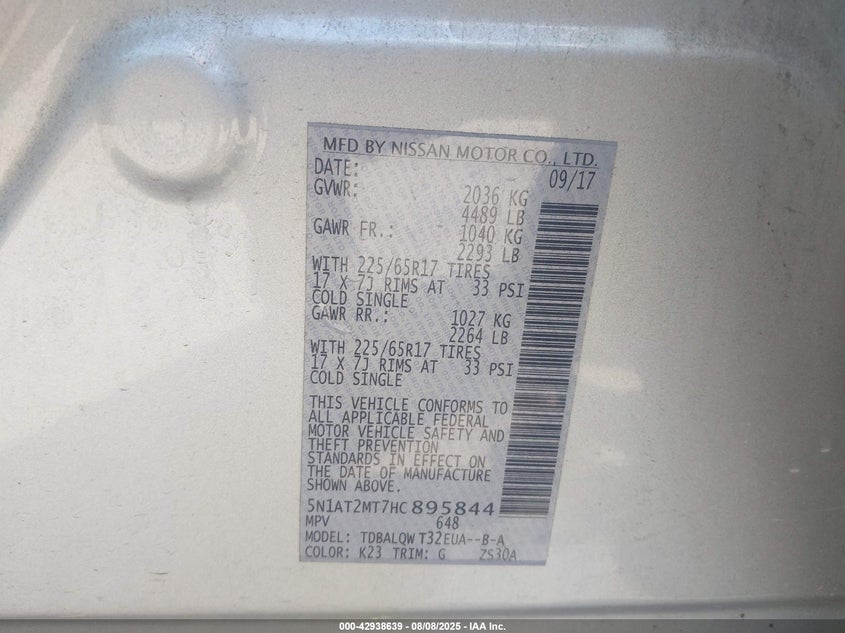 MFD BY NISSAN MOTOR CO., LTD.
DATE: 09/17
GVWR: 2036 KG
4489 LB
GAWR FR.: 1040 KG
2293 LB
WITH 225/65R17 TIRES
17 X 7J RIMS AT 33 PSI
COLD SINGLE
GAWR RR.: 1027 KG
2264 LB
WITH 225/65R17 TIRES
17 X 7J RIMS AT 33 PSI
COLD SINGLE
THIS VEHICLE CONFORMS TO
ALL APPLICABLE FEDERAL
MOTOR VEHICLE SAFETY AND
THEFT PREVENTION
STANDARDS IN EFFECT ON
THE DATE OF MANUFACTURE
SHOWN ABOVE.
5N1AT2MT7HC895844
MPV 648
MODEL: TDBALQW T32EUA--B-A
COLOR: K23 TRIM: G ZS30A
000-42938639 - 08/08/2025 - IAA Inc.